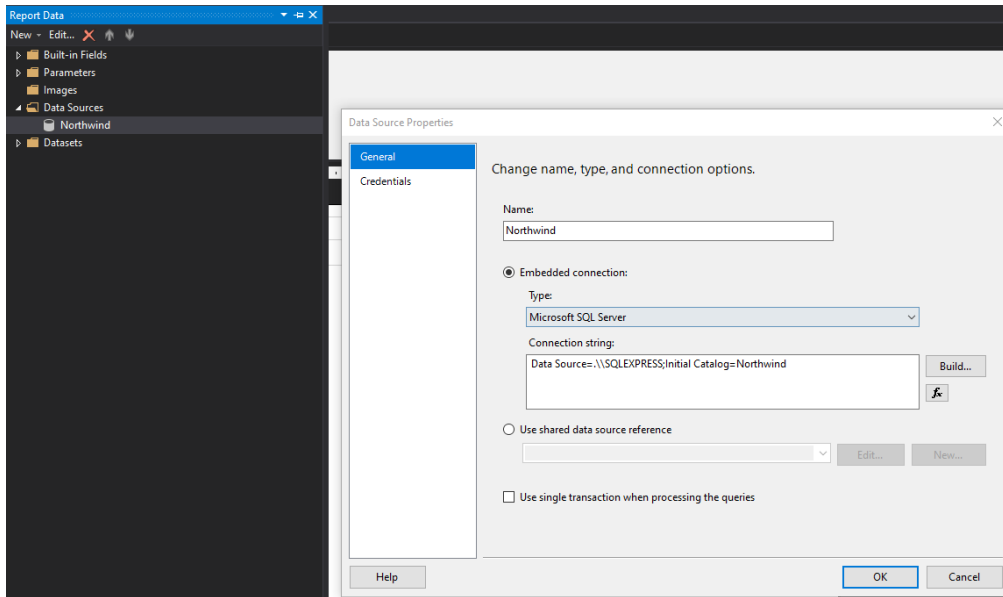 Report Data
New Edit...
Built-in Fields
Parameters
Images
Data Sources
Northwind
Datasets
Data Source Properties
General
Credentials
Change name, type, and connection options.
Name:
Northwind
Embedded connection:
Type:
Microsoft SQL Server
Connection string:
Data Source=.\\SQLEXPRESS;Initial Catalog=Northwind
Build...
fx
Use shared data source reference
Edit...
New...
Use single transaction when processing the queries
Help
OK
Cancel